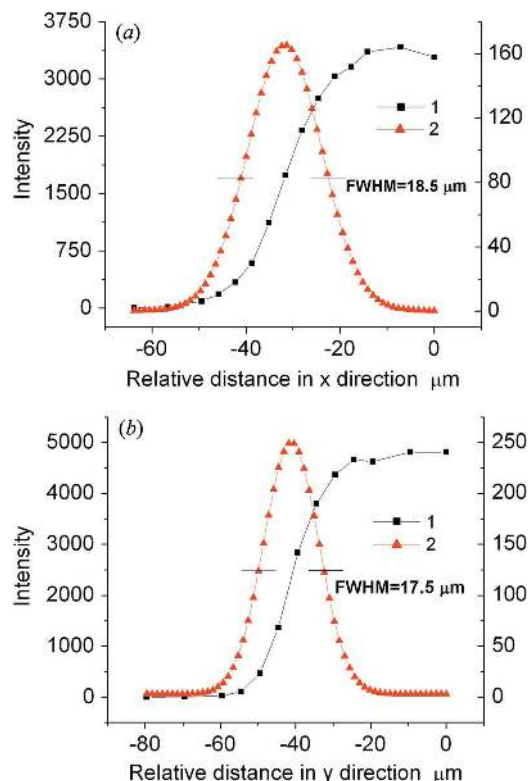 (a)
3750
3000
2250
1500
750
0
Intensity
160
120
80
40
0
1
2
FWHM=18.5 μm
-60 -40 -20 0
Relative distance in x direction μm
(b)
5000
4000
3000
2000
1000
0
Intensity
250
200
150
100
50
0
1
2
FWHM=17.5 μm
-80 -60 -40 -20 0
Relative distance in y direction μm